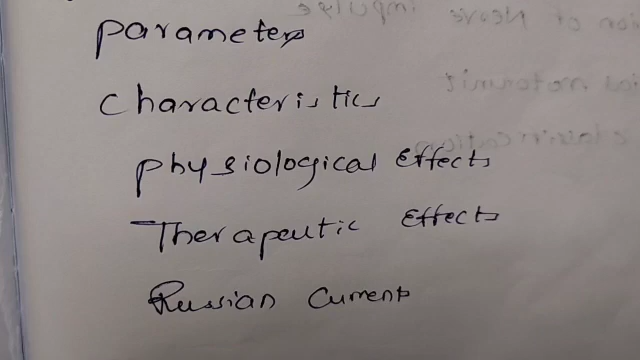 Parameters
Characteristics
Physiological Effects
Therapeutic Effects
Russian Current